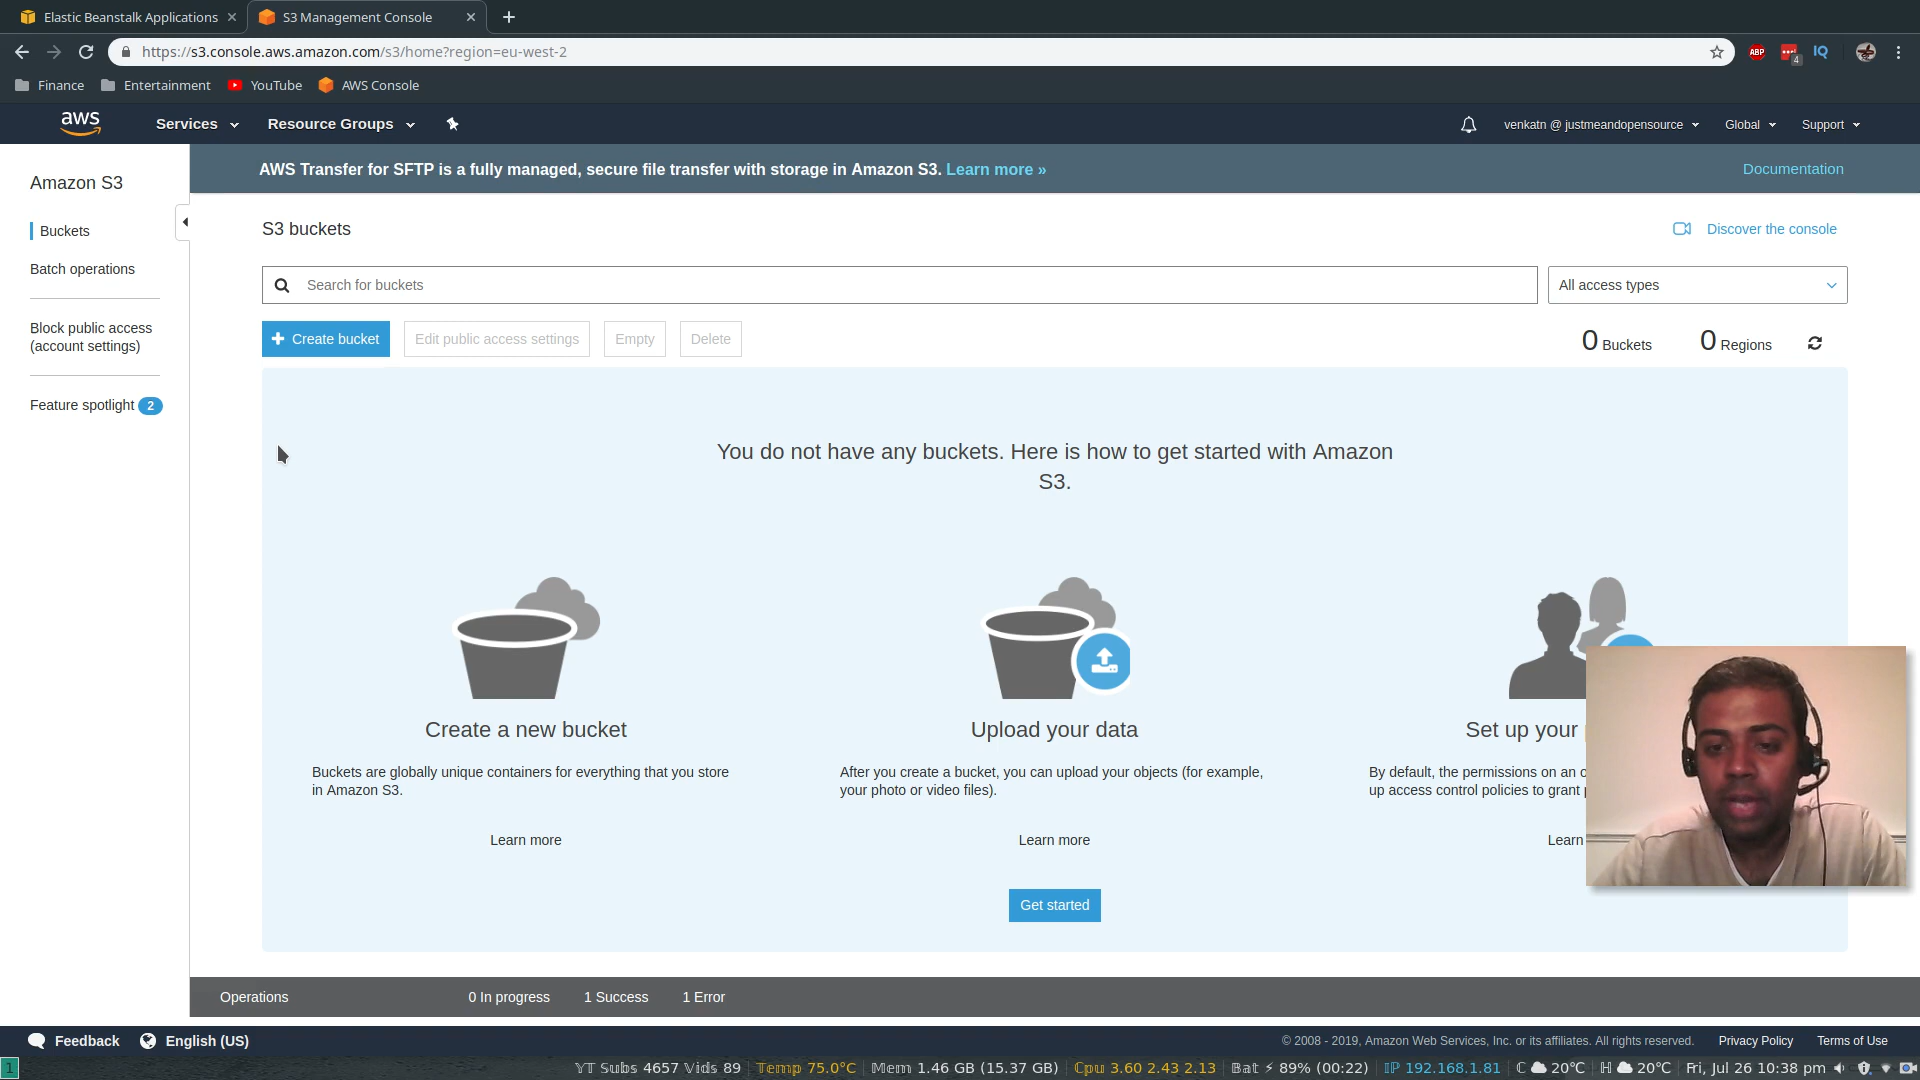 Elastic Beanstalk Applications
S3 Management Console
https://s3.console.aws.amazon.com/s3/home?region=eu-west-2
ABP
4
IQ
Finance
Entertainment
YouTube
AWS Console
aws
Services
Resource Groups
venkatn @ justmeandopensource
Global
Support
Amazon S3
AWS Transfer for SFTP is a fully managed, secure file transfer with storage in Amazon S3. Learn more »
Documentation
Buckets
Batch operations
Block public access
(account settings)
Feature spotlight 2
S3 buckets
Discover the console
Search for buckets
All access types
Create bucket
Edit public access settings
Empty
Delete
0 Buckets
0 Regions
You do not have any buckets. Here is how to get started with Amazon
S3.
Create a new bucket
Buckets are globally unique containers for everything that you store
in Amazon S3.
Learn more
Upload your data
After you create a bucket, you can upload your objects (for example,
your photo or video files).
Learn more
Set up your
By default, the permissions on an
up access control policies to grant
Learn
Get started
Operations
0 In progress
1 Success
1 Error
Feedback
English (US)
© 2008 - 2019, Amazon Web Services, Inc. or its affiliates. All rights reserved.
Privacy Policy
Terms of Use
1
YT Subs 4657 Vids 89
Temp 75.0°C
Mem 1.46 GB (15.37 GB)
Cpu 3.60 2.43 2.13
Bat ⚡ 89% (00:22)
IP 192.168.1.81
C 20°C
H 20°C
Fri, Jul 26 10:38 pm